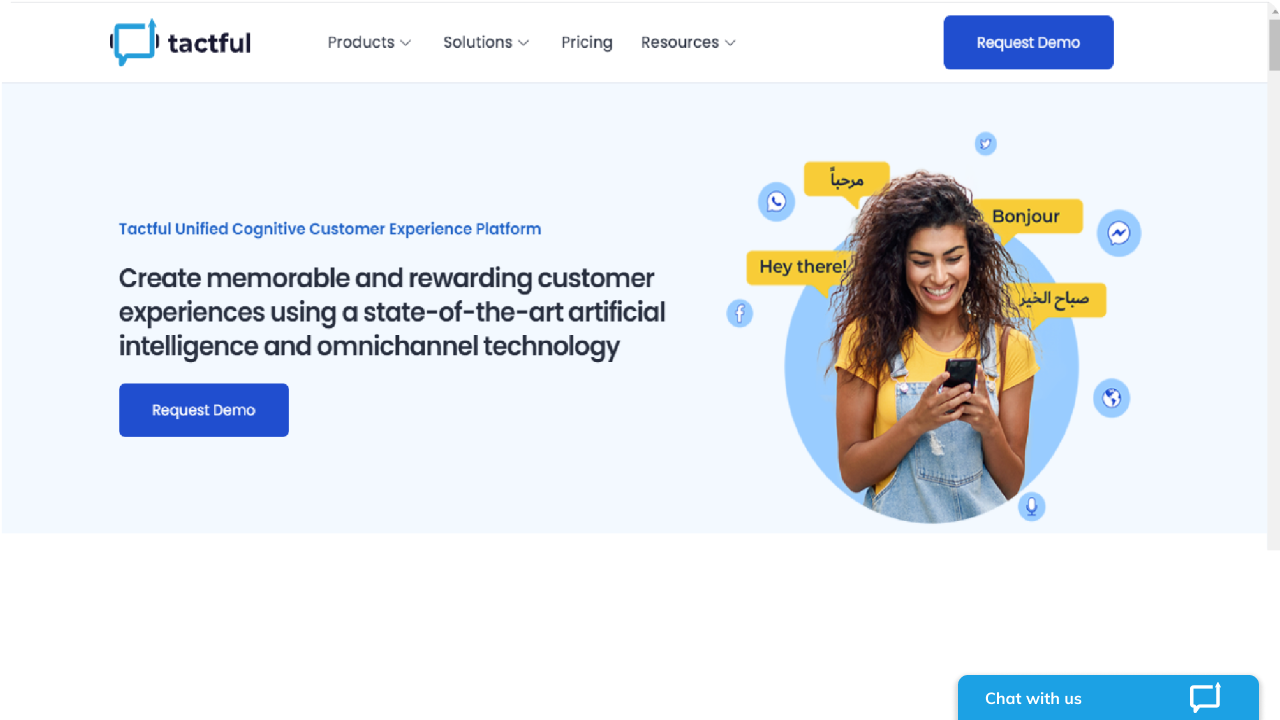 tactful
Products
Solutions
Pricing
Resources
Request Demo
Tactful Unified Cognitive Customer Experience Platform
Create memorable and rewarding customer
experiences using a state-of-the-art artificial
intelligence and omnichannel technology
Request Demo
مرحباً
Bonjour
Hey there!
صباح الخير
Chat with us